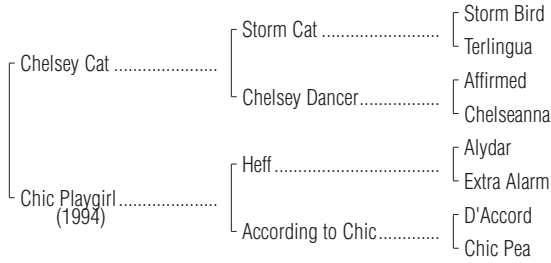 Storm Bird
Storm Cat ......................
Terlingua
Chelsey Cat ....................
Affirmed
Chelsey Dancer...............
Chelseanna
Alydar
Heff ...............................
Extra Alarm
Chic Playgirl ...................
(1994)
D'Accord
According to Chic............
Chic Pea